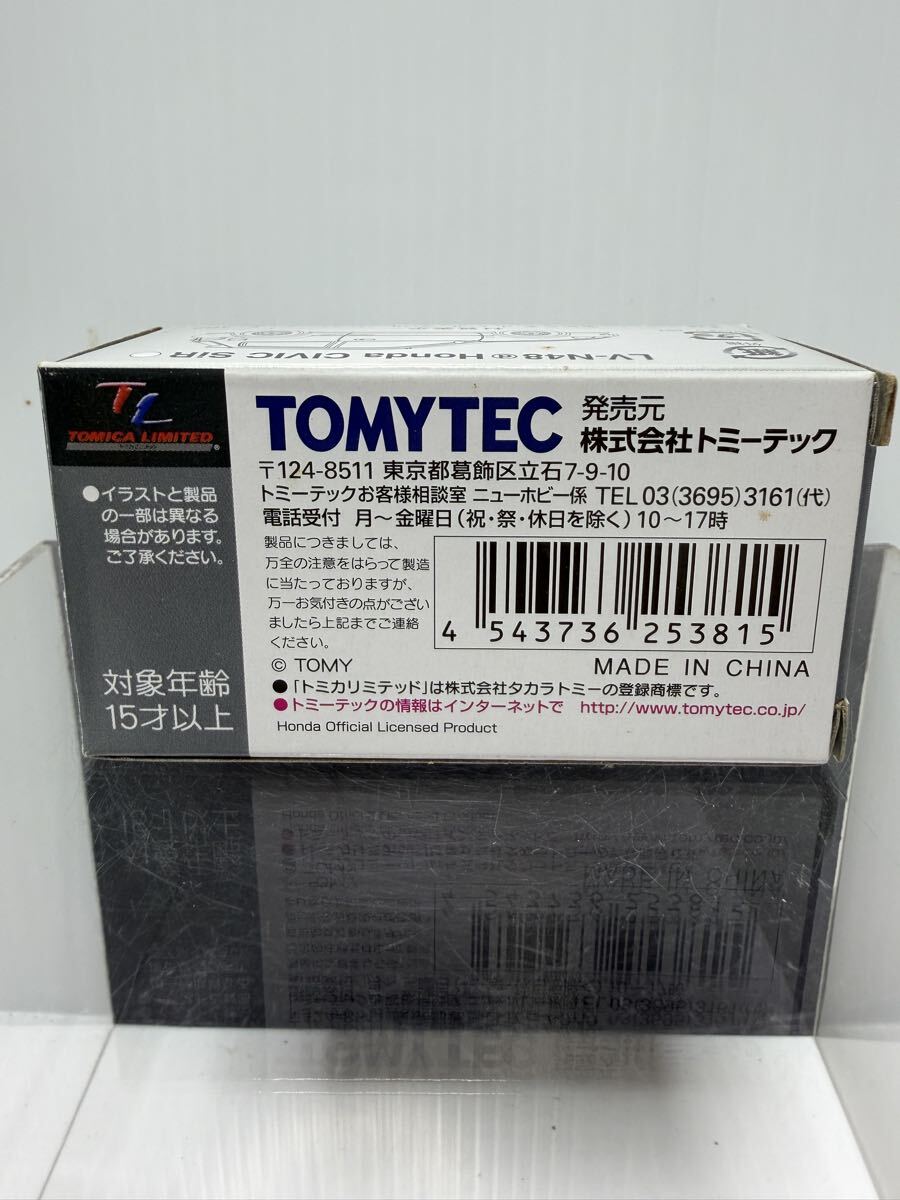 LV-N48ⓐHonda CIVIC SiR
TOMICA LIMITED
TOMYTEC
発売元
株式会社トミーテック
〒124-8511 東京都葛飾区立石7-9-10
トミーテックお客様相談室 ニューホビー係 TEL 03(3695)3161(代)
電話受付 月〜金曜日(祝・祭・休日を除く)10〜17時
●イラストと製品
の一部は異なる
場合があります。
ご了承ください。
製品につきましては、
万全の注意をはらって製造
に当たっておりますが、
万一お気付きの点がござい
ましたら上記までご連絡
ください。
4 543736 253815
© TOMY
MADE IN CHINA
対象年齢
15才以上
●「トミカリミテッド」は株式会社タカラトミーの登録商標です。
●トミーテックの情報はインターネットで http://www.tomytec.co.jp/
Honda Official Licensed Product